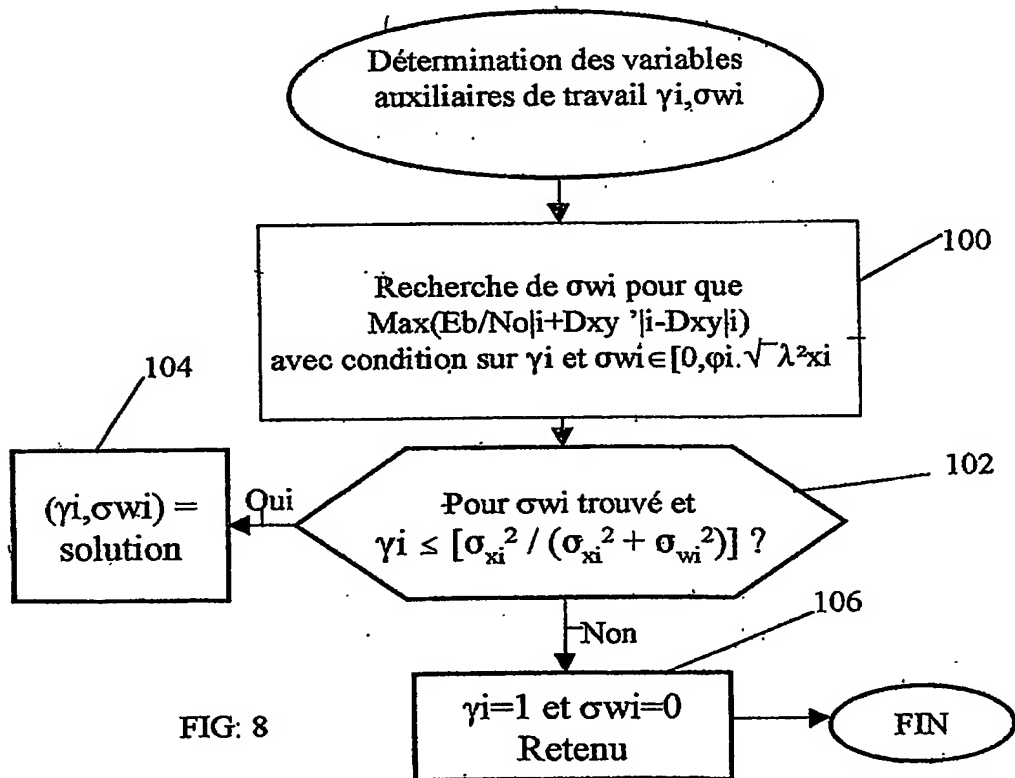 Détermination des variables
auxiliaires de travail γi,σwi
100
Recherche de σwi pour que
Max(Eb/No|i+Dxy '|i-Dxy|i)
avec condition sur γi et σwi∈[0,φi.√ λ²xi
104
102
(γi,σwi) =
solution
Oui
Pour σwi trouvé et
γi ≤ [σxi² / (σxi² + σwi²)] ?
106
Non
γi=1 et σwi=0
Retenu
FIN
FIG: 8